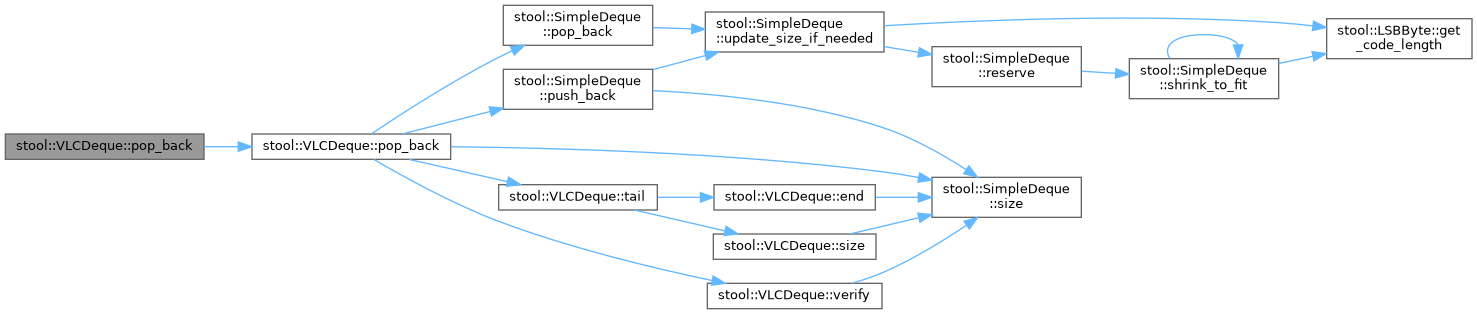 stool::VLCDeque::pop_back
stool::VLCDeque::pop_back
stool::SimpleDeque
::pop_back
stool::SimpleDeque
::push_back
stool::VLCDeque::tail
stool::SimpleDeque
::update_size_if_needed
stool::VLCDeque::end
stool::VLCDeque::size
stool::VLCDeque::verify
stool::SimpleDeque
::reserve
stool::SimpleDeque
::size
stool::SimpleDeque
::shrink_to_fit
stool::LSBByte::get
_code_length